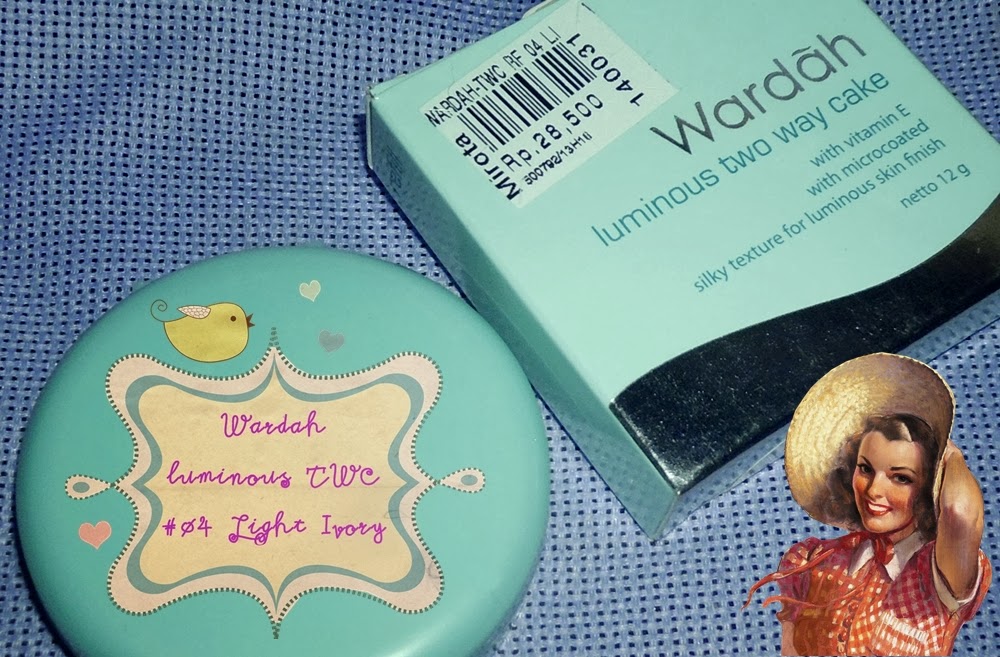 WARDAH-TWC RF 04 LI
140031
Mirota
Rp.28,500
Wardãh
luminous two way cake
with vitamin E
with microcoated
silky texture for luminous skin finish
netto 12 g
Wardah
luminous TWC
#04 Light Ivory